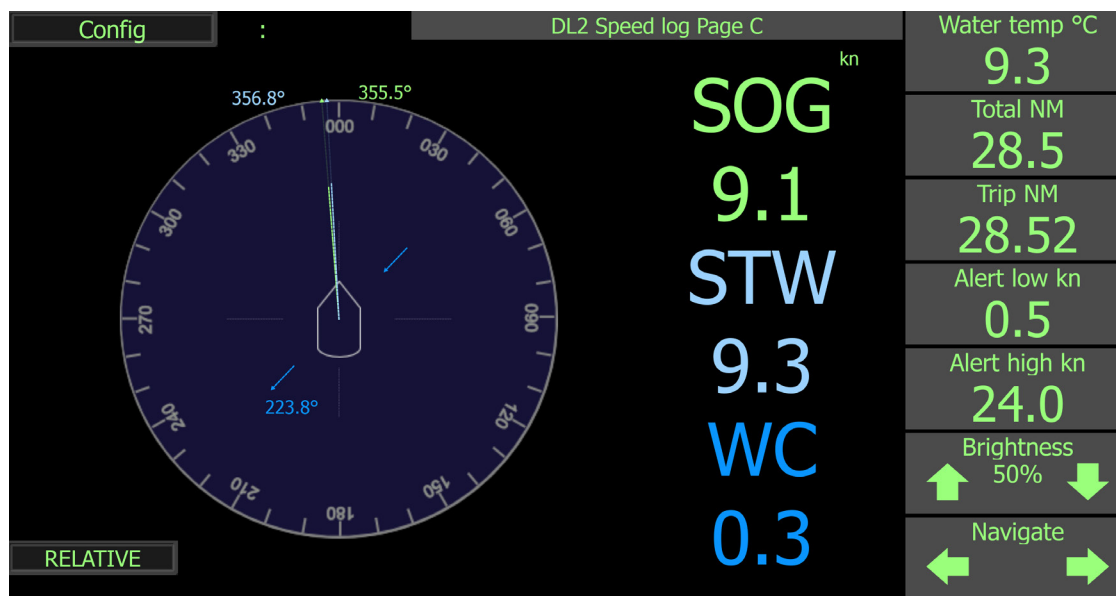 Config
:
DL2 Speed log Page C
356.8°
355.5°
000
030
060
090
120
150
180
210
240
270
300
330
223.8°
RELATIVE
kn
SOG
9.1
STW
9.3
WC
0.3
Water temp °C
9.3
Total NM
28.5
Trip NM
28.52
Alert low kn
0.5
Alert high kn
24.0
Brightness
50%
Navigate